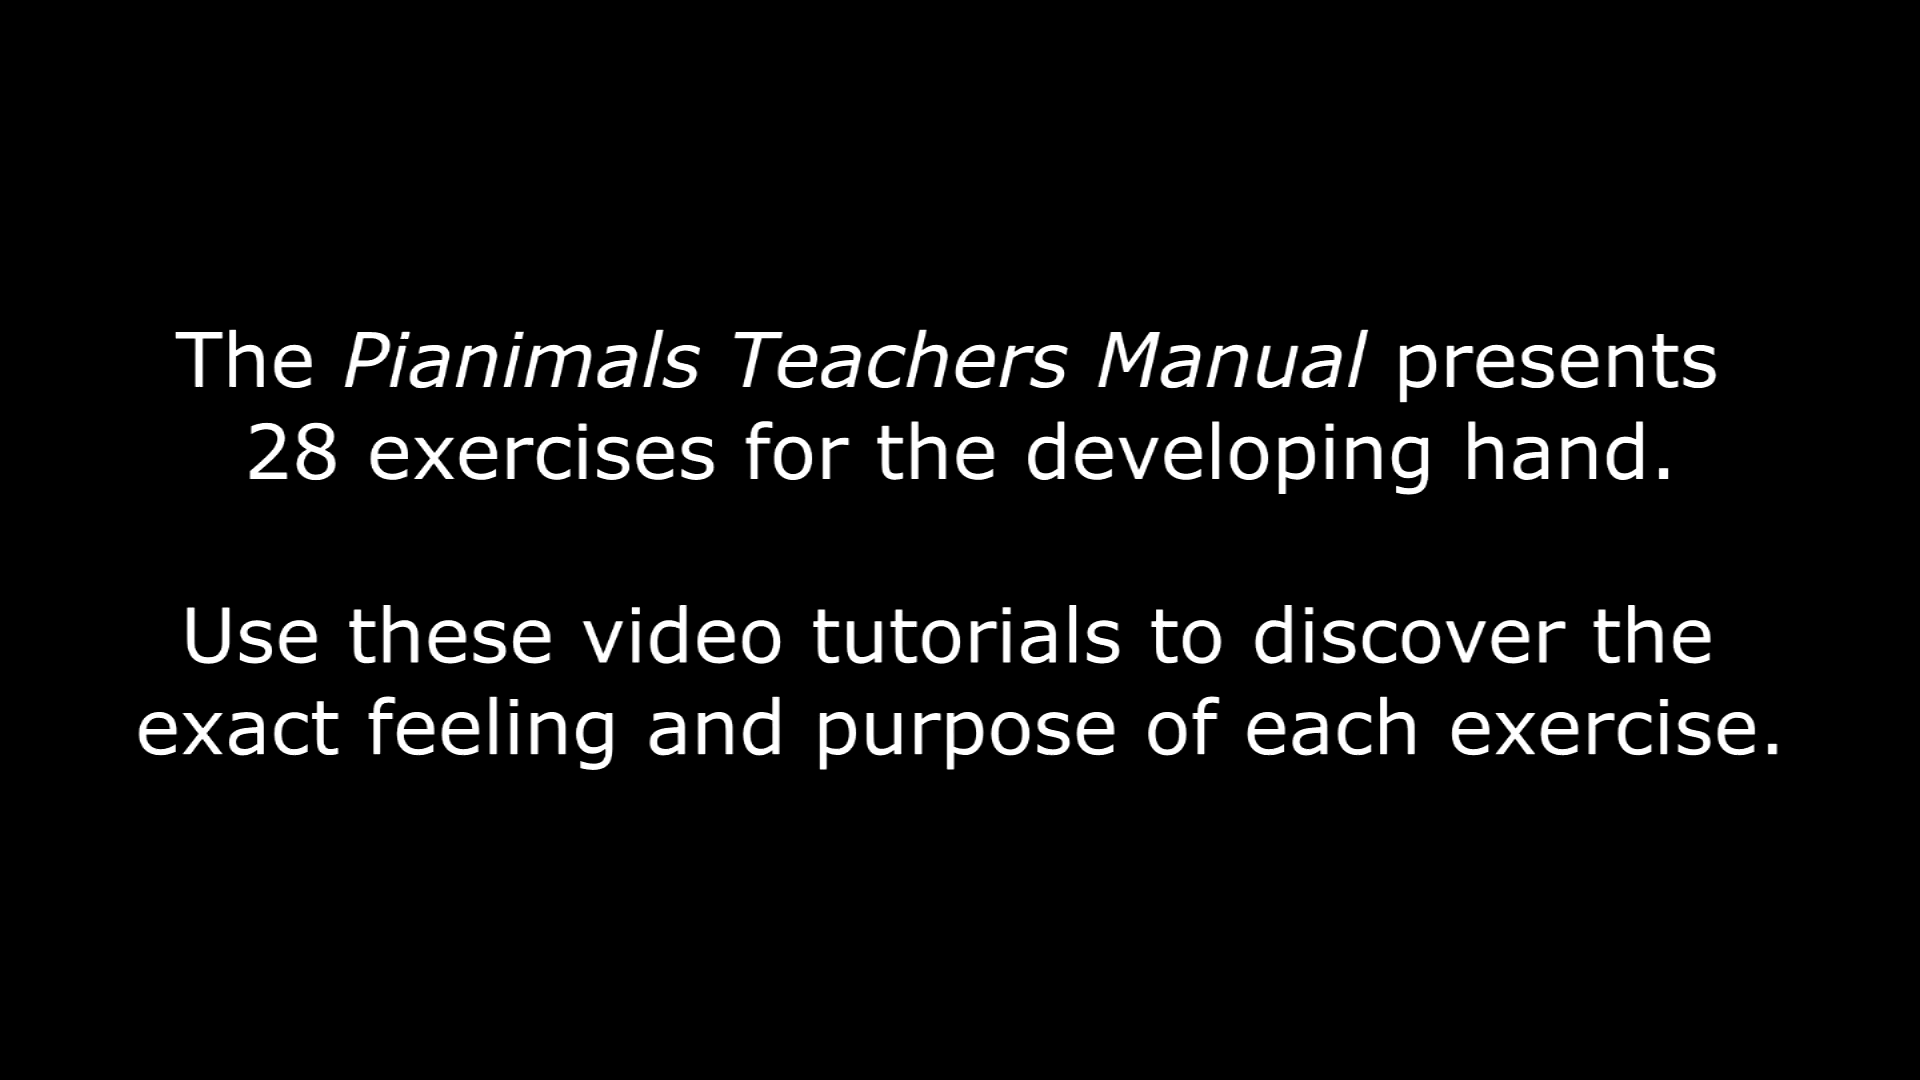 The Pianimals Teachers Manual presents
28 exercises for the developing hand.
Use these video tutorials to discover the
exact feeling and purpose of each exercise.